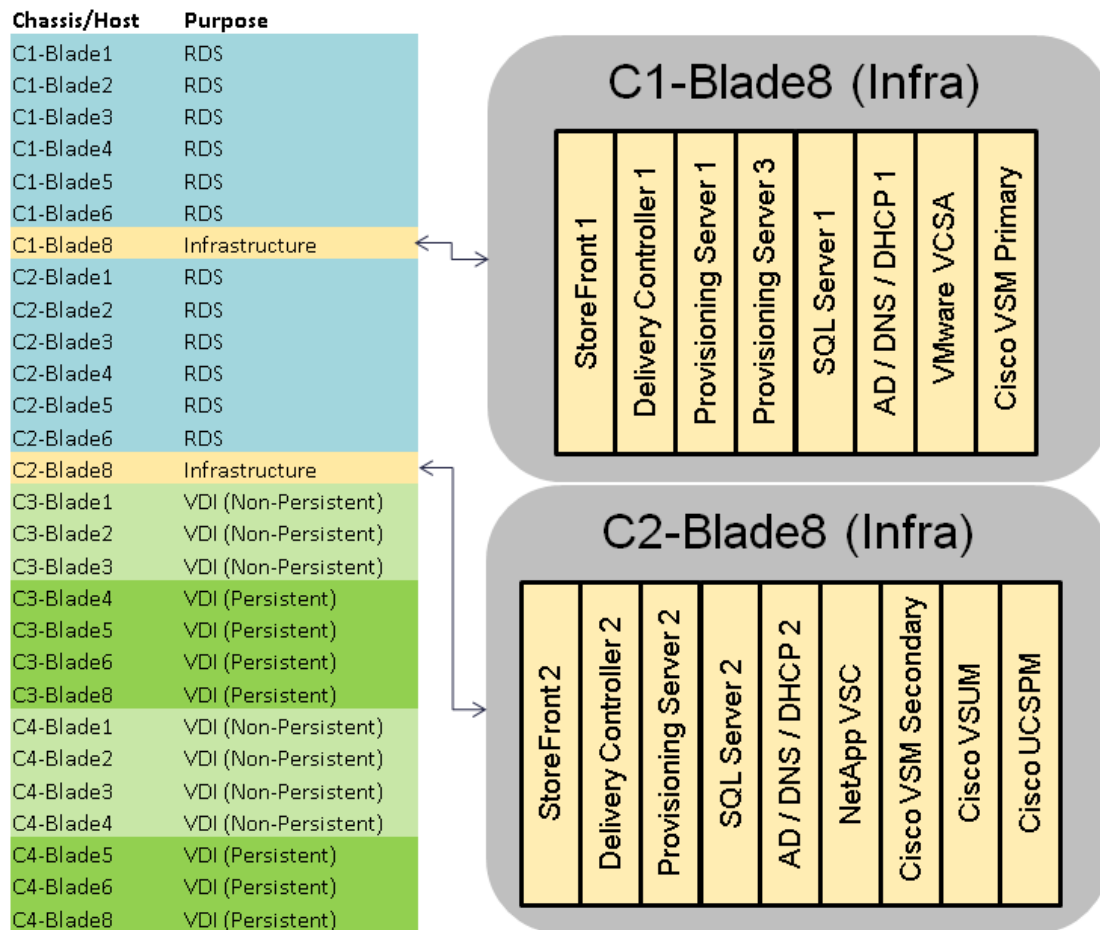 Chassis/Host Purpose
C1-Blade1 RDS
C1-Blade2 RDS
C1-Blade3 RDS
C1-Blade4 RDS
C1-Blade5 RDS
C1-Blade6 RDS
C1-Blade8 Infrastructure
C2-Blade1 RDS
C2-Blade2 RDS
C2-Blade3 RDS
C2-Blade4 RDS
C2-Blade5 RDS
C2-Blade6 RDS
C2-Blade8 Infrastructure
C3-Blade1 VDI (Non-Persistent)
C3-Blade2 VDI (Non-Persistent)
C3-Blade3 VDI (Non-Persistent)
C3-Blade4 VDI (Persistent)
C3-Blade5 VDI (Persistent)
C3-Blade6 VDI (Persistent)
C3-Blade8 VDI (Persistent)
C4-Blade1 VDI (Non-Persistent)
C4-Blade2 VDI (Non-Persistent)
C4-Blade3 VDI (Non-Persistent)
C4-Blade4 VDI (Non-Persistent)
C4-Blade5 VDI (Persistent)
C4-Blade6 VDI (Persistent)
C4-Blade8 VDI (Persistent)
C1-Blade8 (Infra)
StoreFront 1
Delivery Controller 1
Provisioning Server 1
Provisioning Server 3
SQL Server 1
AD / DNS / DHCP 1
VMware VCSA
Cisco VSM Primary
C2-Blade8 (Infra)
StoreFront 2
Delivery Controller 2
Provisioning Server 2
SQL Server 2
AD / DNS / DHCP 2
NetApp VSC
Cisco VSM Secondary
Cisco VSUM
Cisco UCSPM